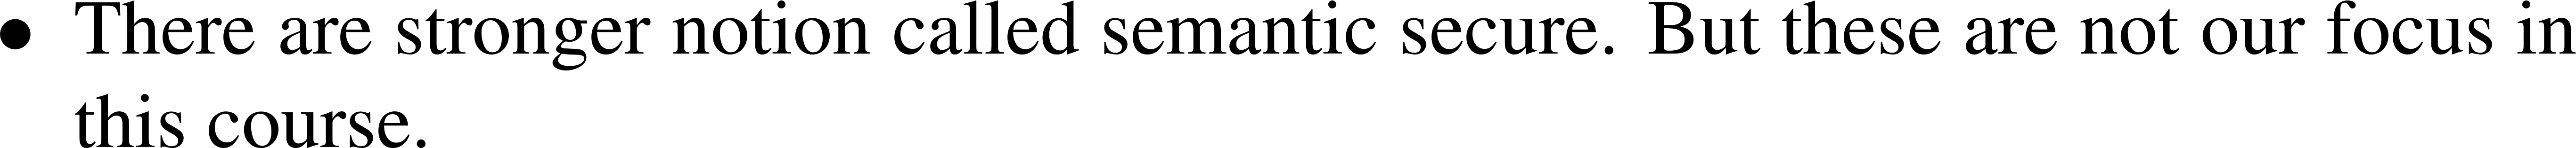 • There are stronger notion called semantic secure. But these are not our focus in
this course.